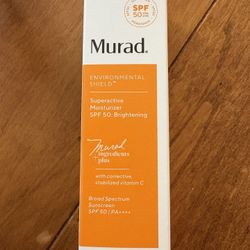 SPF
50
Murad.
ENVIRONMENTAL
SHIELD™
Superactive
Moisturizer
SPF 50: Brightening
Murad
ingredients
plus
with corrective,
stabilized vitamin C
Broad Spectrum
Sunscreen
SPF 50 | PA++++